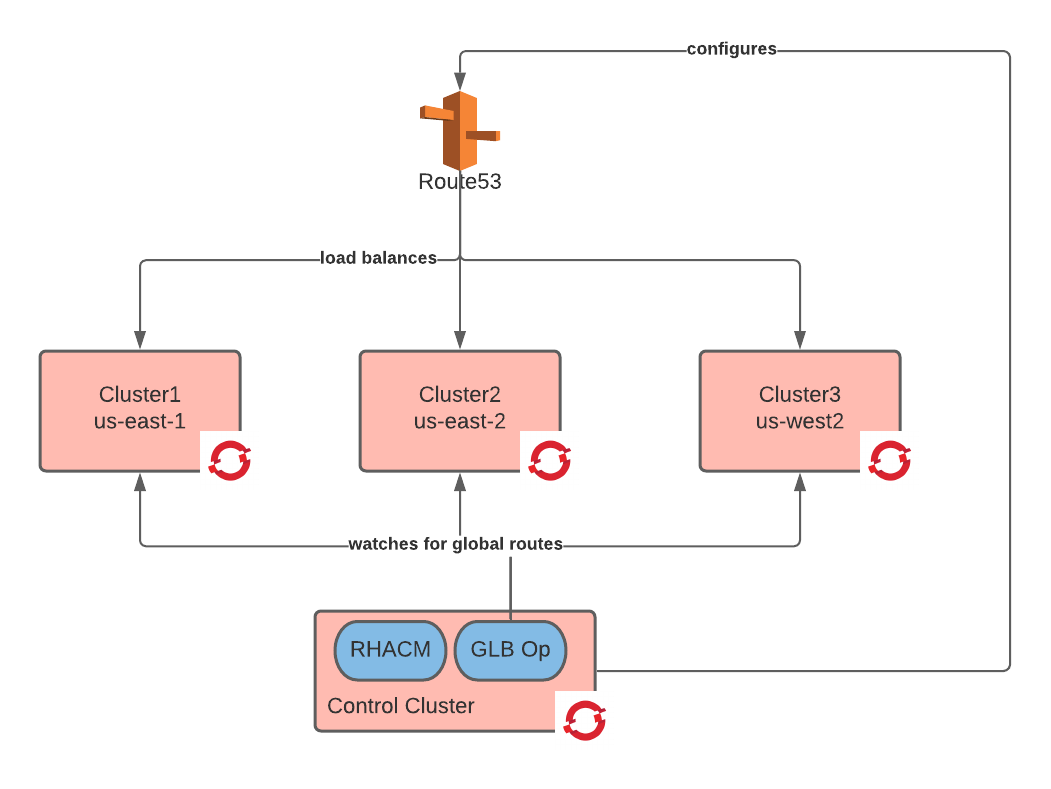 configures
Route53
load balances
Cluster1
us-east-1
Cluster2
us-east-2
Cluster3
us-west2
watches for global routes
RHACM
GLB Op
Control Cluster